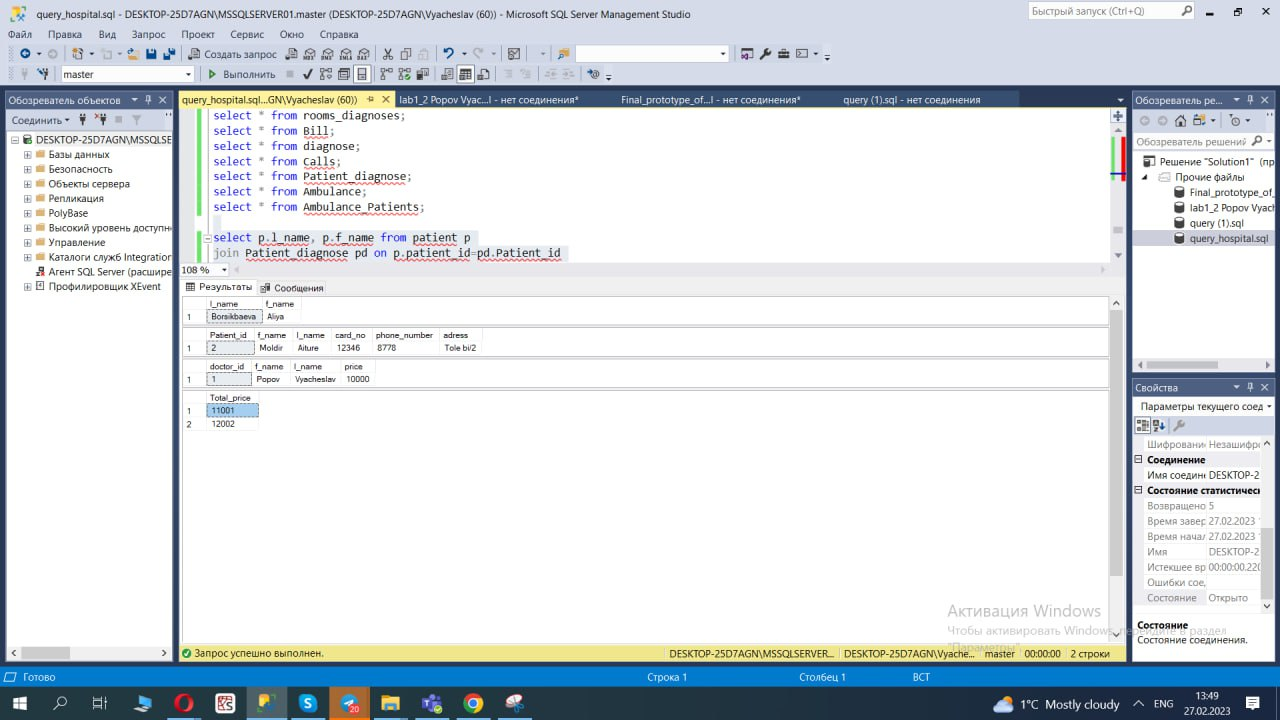 query_hospital.sql - DESKTOP-25D7AGN\MSSQLSERVER01.master (DESKTOP-25D7AGN\Vyacheslav (60)) - Microsoft SQL Server Management Studio
Быстрый запуск (Ctrl+Q)
Файл Правка Вид Запрос Проект Сервис Окно Справка
Создать запрос
master
Выполнить
Обозреватель объектов
Соединить
DESKTOP-25D7AGN\MSSQLSE
Базы данных
Безопасность
Объекты сервера
Репликация
PolyBase
Высокий уровень доступно
Управление
Каталоги служб Integration
Агент SQL Server (расшире
Профилировщик XEvent
query_hospital.sql...GN\Vyacheslav (60))
lab1_2 Popov Vyac...l - нет соединения*
Final_prototype_of...l - нет соединения*
query (1).sql - нет соединения
select * from rooms_diagnoses;
select * from Bill;
select * from diagnose;
select * from Calls;
select * from Patient_diagnose;
select * from Ambulance;
select * from Ambulance_Patients;
select p.l_name, p.f_name from patient p
join Patient_diagnose pd on p.patient_id=pd.Patient_id
108 %
Результаты Сообщения
l_name f_name
1 Borsikbaeva Aliya
Patient_id f_name l_name card_no phone_number adress
1 2 Moldir Aiture 12346 8778 Tole bi/2
doctor_id f_name l_name price
1 1 Popov Vyacheslav 10000
Total_price
1 11001
2 12002
Запрос успешно выполнен.
DESKTOP-25D7AGN\MSSQLSERVER...
DESKTOP-25D7AGN\Vyache...
master
00:00:00
2 строки
Обозреватель ре...
Обозреватель решений
Решение "Solution1" (пр
Прочие файлы
Final_prototype_of_
lab1_2 Popov Vyach
query (1).sql
query_hospital.sql
Свойства
Параметры текущего соед
Шифровани Незашифро
Соединение
Имя соедине DESKTOP-2
Состояние статистическ
Возвращено 5
Время завер 27.02.2023 1
Время начал 27.02.2023 1
Имя DESKTOP-2
Истекшее вр 00:00:00.220
Ошибки сое,
Состояние Открыто
Состояние
Состояние соединения.
Активация Windows
Чтобы активировать Windows, перейдите в раздел
"Параметры".
Готово
Строка 1
Столбец 1
ВСТ
20
1°C Mostly cloudy
ENG
13:49
27.02.2023